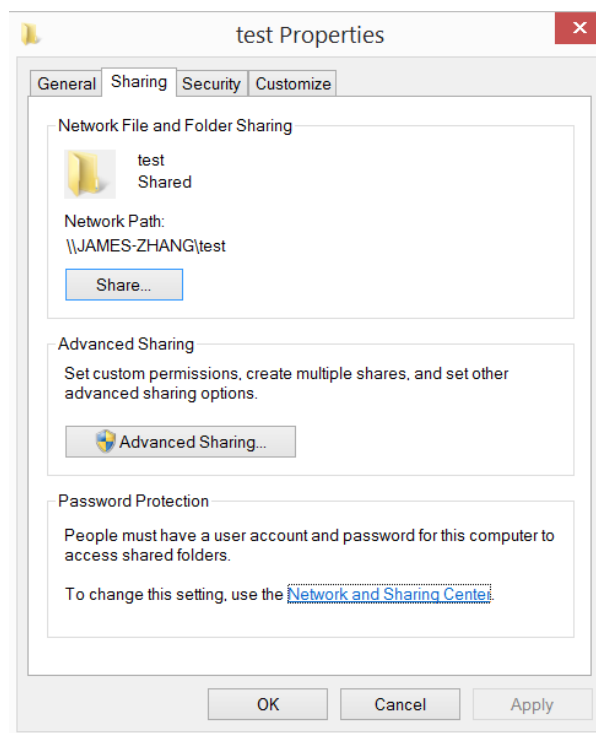 test Properties
General Sharing Security Customize
Network File and Folder Sharing
test
Shared
Network Path:
\\JAMES-ZHANG\test
Share...
Advanced Sharing
Set custom permissions, create multiple shares, and set other
advanced sharing options.
Advanced Sharing...
Password Protection
People must have a user account and password for this computer to
access shared folders.
To change this setting, use the Network and Sharing Center.
OK Cancel Apply